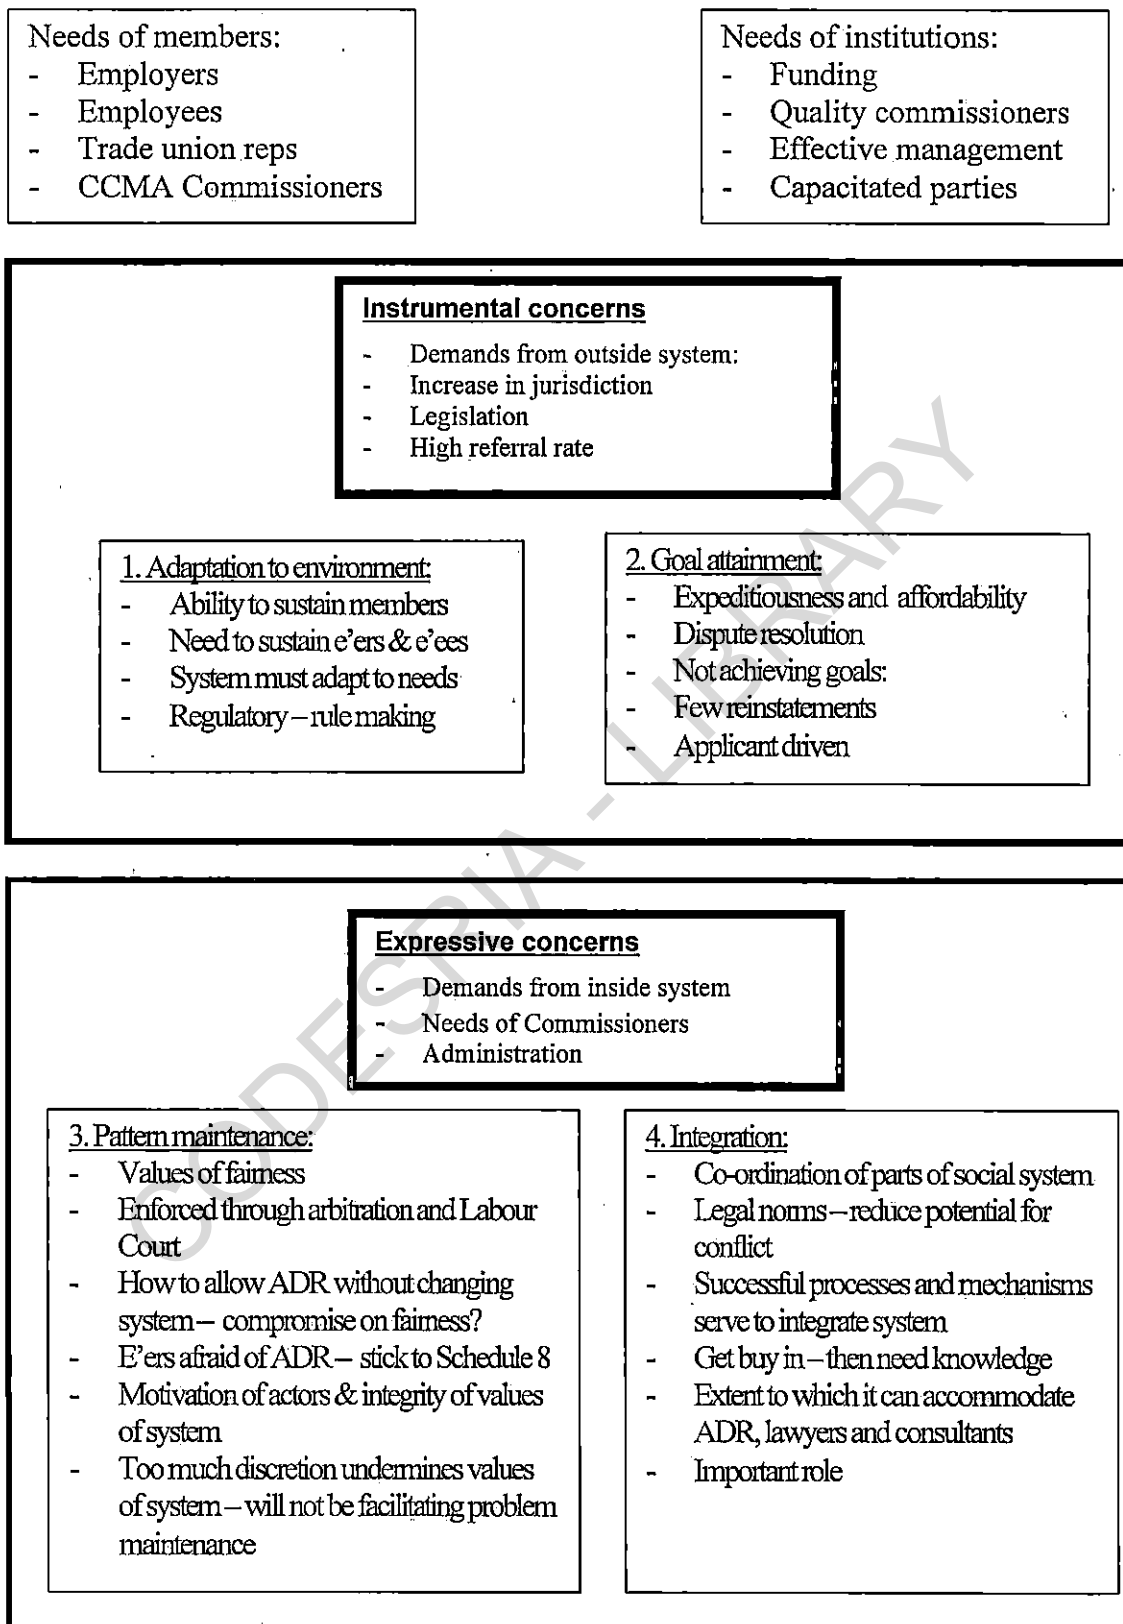 Needs of members:
- Employers
- Employees
- Trade union reps
- CCMA Commissioners
Needs of institutions:
- Funding
- Quality commissioners
- Effective management
- Capacitated parties
Instrumental concerns
- Demands from outside system:
- Increase in jurisdiction
- Legislation
- High referral rate
1. Adaptation to environment:
- Ability to sustain members
- Need to sustain e'ers & e'ees
- System must adapt to needs
- Regulatory – rule making
2. Goal attainment:
- Expeditiousness and affordability
- Dispute resolution
- Not achieving goals:
- Few reinstatements
- Applicant driven
Expressive concerns
- Demands from inside system
- Needs of Commissioners
- Administration
3. Pattern maintenance:
- Values of fairness
- Enforced through arbitration and Labour
Court
- How to allow ADR without changing
system – compromise on fairness?
- E'ers afraid of ADR – stick to Schedule 8
- Motivation of actors & integrity of values
of system
- Too much discretion undermines values
of system – will not be facilitating problem
maintenance
4. Integration:
- Co-ordination of parts of social system
- Legal norms – reduce potential for
conflict
- Successful processes and mechanisms
serve to integrate system
- Get buy in – then need knowledge
- Extent to which it can accommodate
ADR, lawyers and consultants
- Important role
CODESRIA - LIBRARY